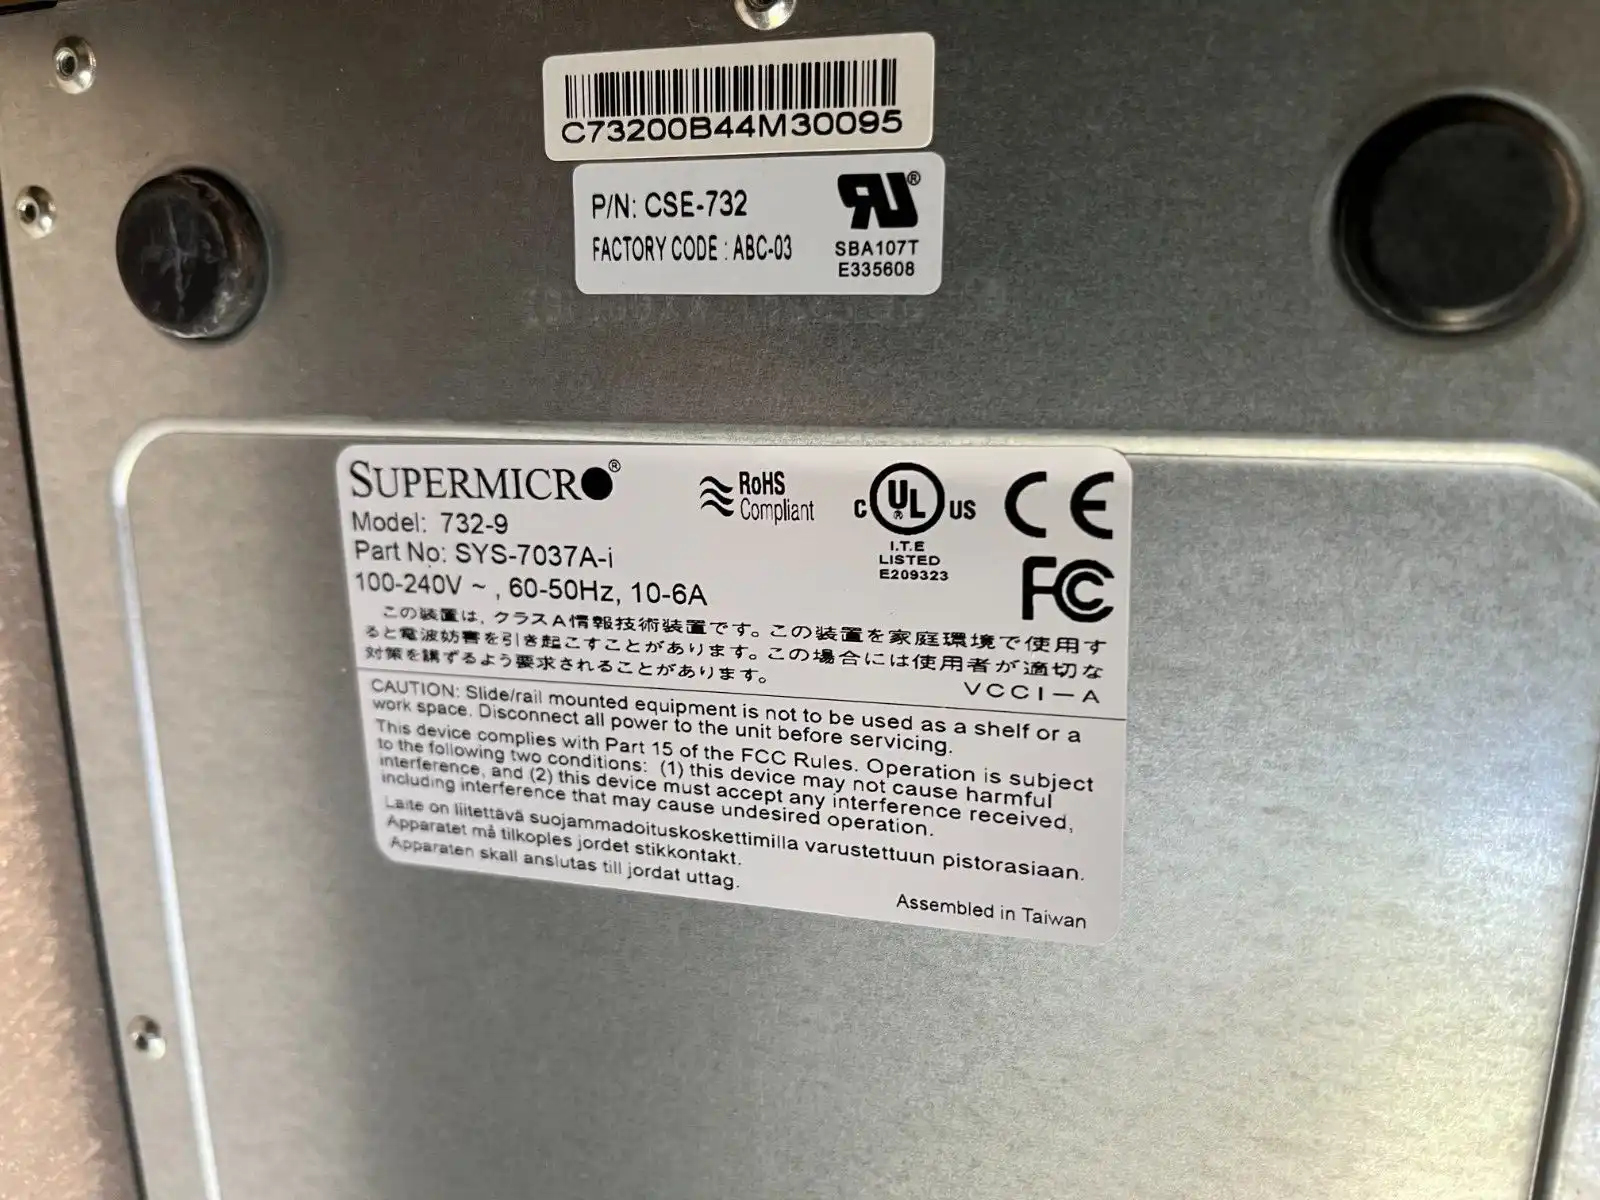 C73200B44M30095
P/N: CSE-732
FACTORY CODE : ABC-03
RU®
SBA107T
E335608
SUPERMICRO®
Model: 732-9
Part No: SYS-7037A-i
100-240V ~ , 60-50Hz, 10-6A
RoHS
Compliant
C UL® US
I.T.E
LISTED
E209323
CE
FC
この装置は, クラスA情報技術装置です。この装置を家庭環境で使用す
ると電波妨害を引き起こすことがあります。この場合には使用者が適切な
対策を講ずるよう要求されることがあります。
VCCI－A
CAUTION: Slide/rail mounted equipment is not to be used as a shelf or a
work space. Disconnect all power to the unit before servicing.
This device complies with Part 15 of the FCC Rules. Operation is subject
to the following two conditions: (1) this device may not cause harmful
interference, and (2) this device must accept any interference received,
including interference that may cause undesired operation.
Laite on liitettävä suojammadoituskoskettimilla varustettuun pistorasiaan.
Apparatet må tilkoples jordet stikkontakt.
Apparaten skall anslutas till jordat uttag.
Assembled in Taiwan